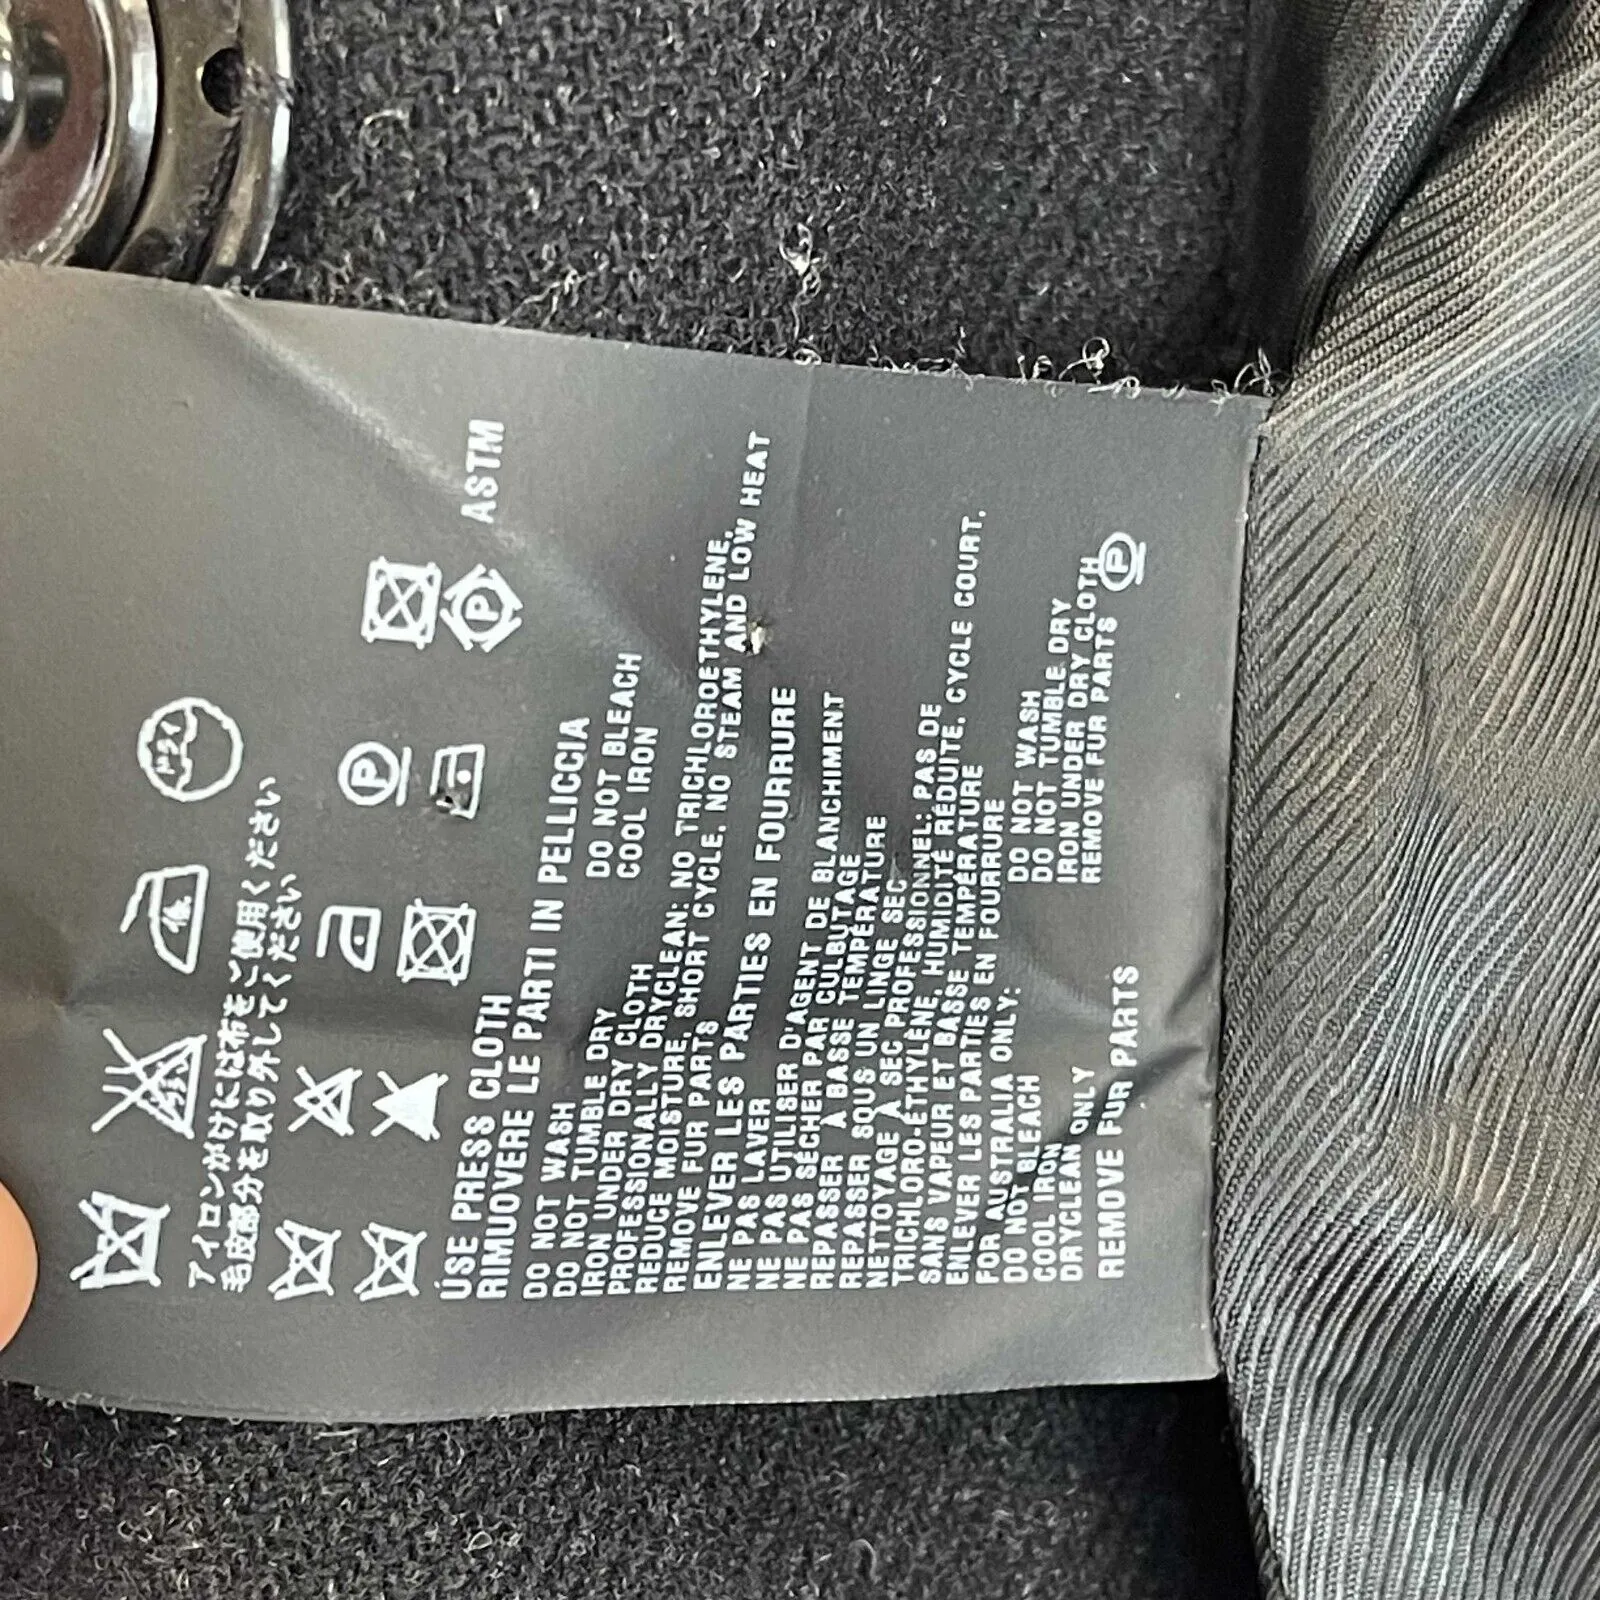 エンソサラシ
ドライ
低
アイロンがけには布をご使用ください
毛皮部分を取り外してください
P
P
ASTM
USE PRESS CLOTH
RIMUOVERE LE PARTI IN PELLICCIA
DO NOT WASH DO NOT BLEACH
DO NOT TUMBLE DRY COOL IRON
IRON UNDER DRY CLOTH
PROFESSIONALLY DRYCLEAN: NO TRICHLOROETHYLENE,
REDUCE MOISTURE, SHORT CYCLE, NO STEAM AND LOW HEAT
REMOVE FUR PARTS
ENLEVER LES PARTIES EN FOURRURE
NE PAS LAVER
NE PAS UTILISER D'AGENT DE BLANCHIMENT
NE PAS SÉCHER PAR CULBUTAGE
REPASSER À BASSE TEMPÉRATURE
REPASSER SOUS UN LINGE SEC
NETTOYAGE À SEC PROFESSIONNEL: PAS DE
TRICHLORO-ÉTHYLÈNE, HUMIDITÉ RÉDUITE, CYCLE COURT,
SANS VAPEUR ET BASSE TEMPÉRATURE
ENLEVER LES PARTIES EN FOURRURE
FOR AUSTRALIA ONLY: DO NOT WASH
DO NOT BLEACH DO NOT TUMBLE DRY
COOL IRON IRON UNDER DRY CLOTH
DRYCLEAN ONLY REMOVE FUR PARTS P
REMOVE FUR PARTS